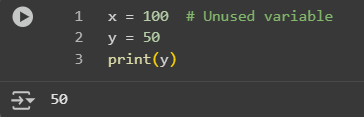 1 x = 100  # Unused variable
2 y = 50
3 print(y)
50